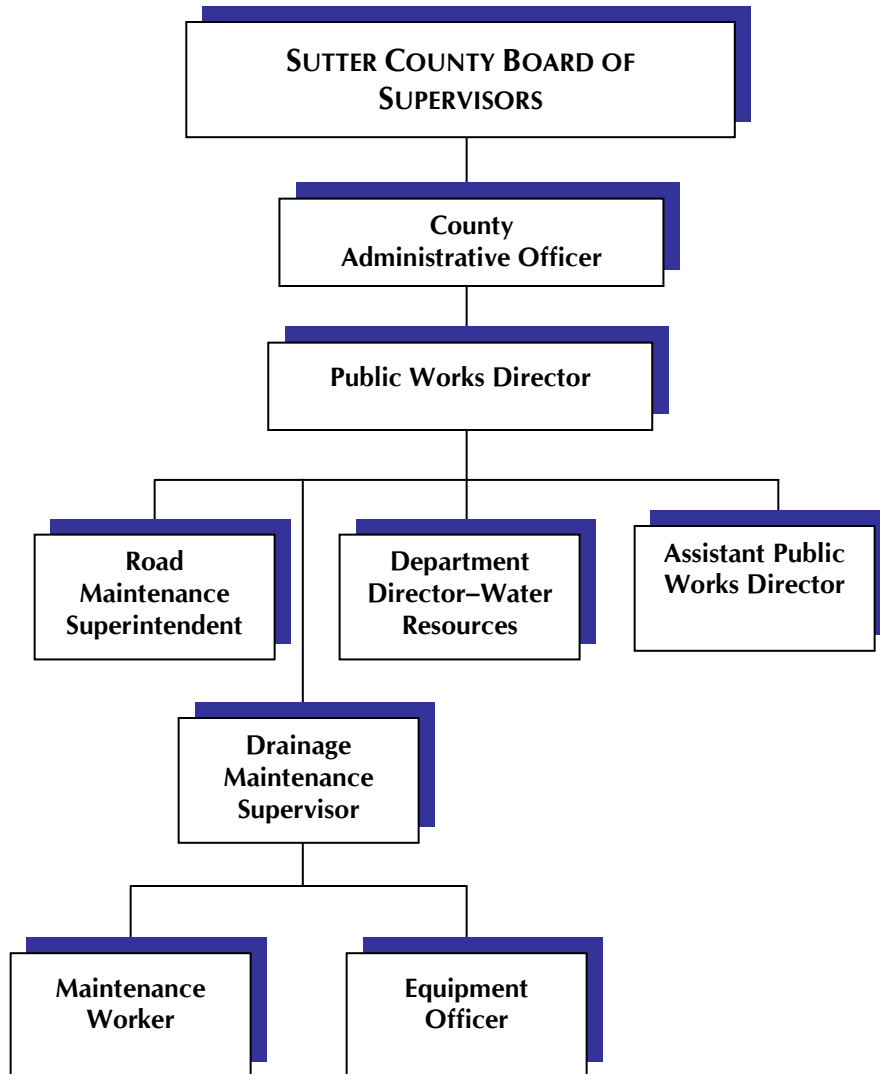 SUTTER COUNTY BOARD OF
SUPERVISORS
County
Administrative Officer
Public Works Director
Road
Maintenance
Superintendent
Department
Director–Water
Resources
Assistant Public
Works Director
Drainage
Maintenance
Supervisor
Maintenance
Worker
Equipment
Officer